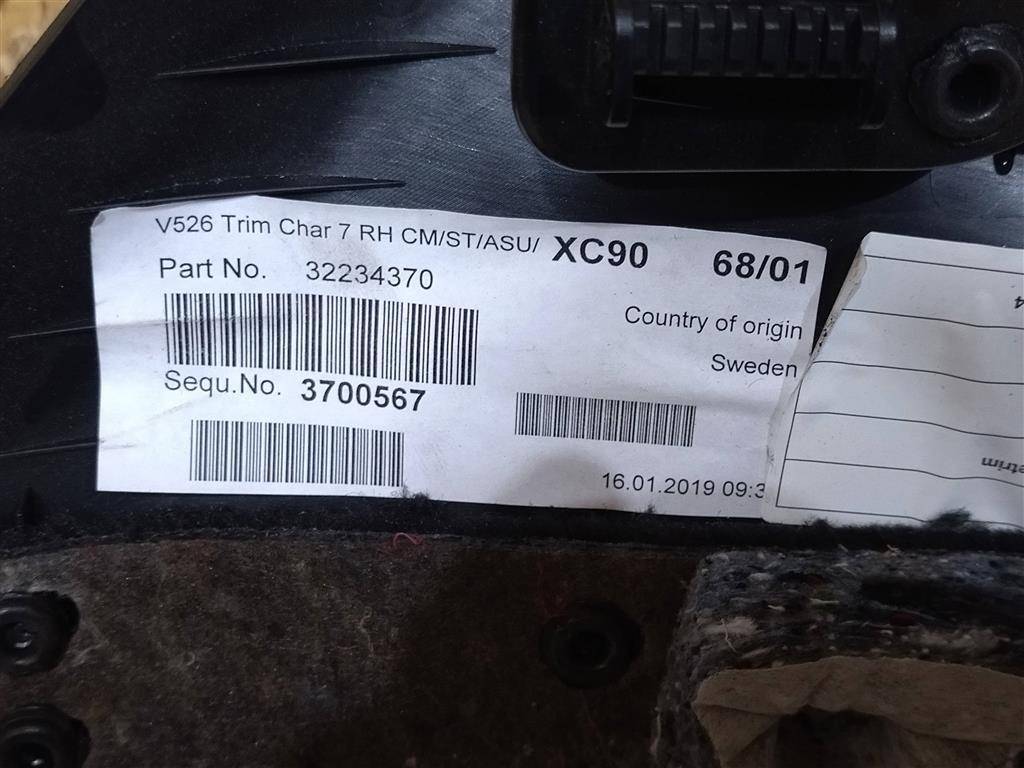 V526 Trim Char 7 RH CM/ST/ASU/ XC90 68/01
Part No. 32234370
Country of origin
Sweden
Sequ.No. 3700567
16.01.2019 09:3